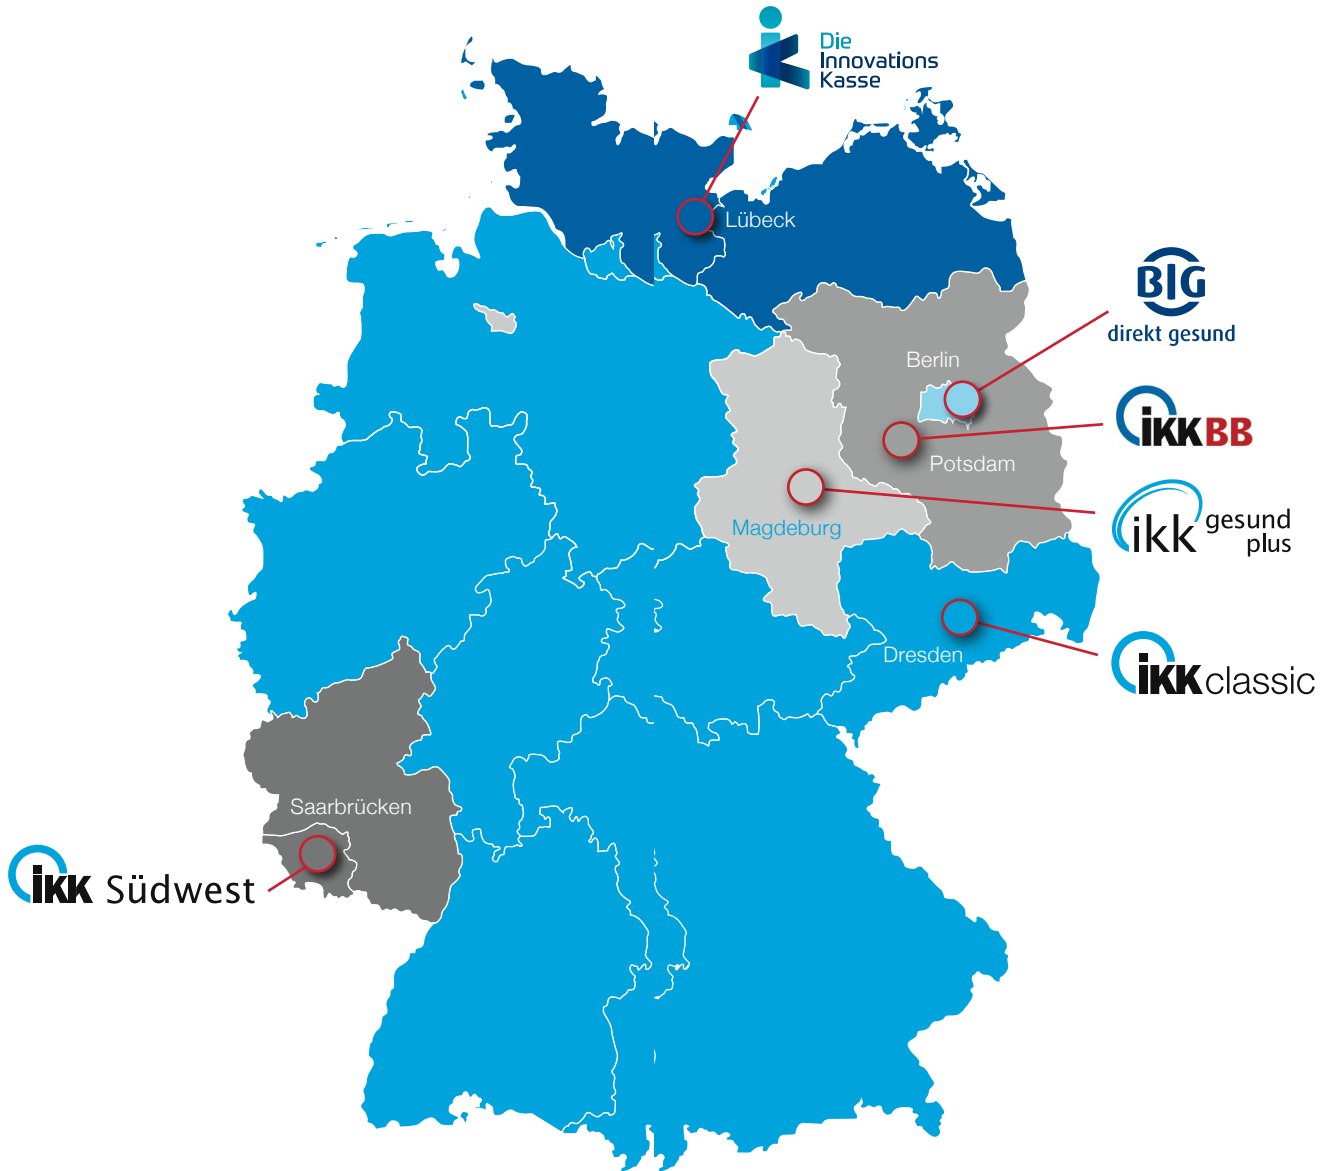 Die
Innovations
Kasse
Lübeck
BIG
direkt gesund
Berlin
iKK BB
Potsdam
ikk gesund
plus
Magdeburg
Dresden
iKK classic
Saarbrücken
iKK Südwest